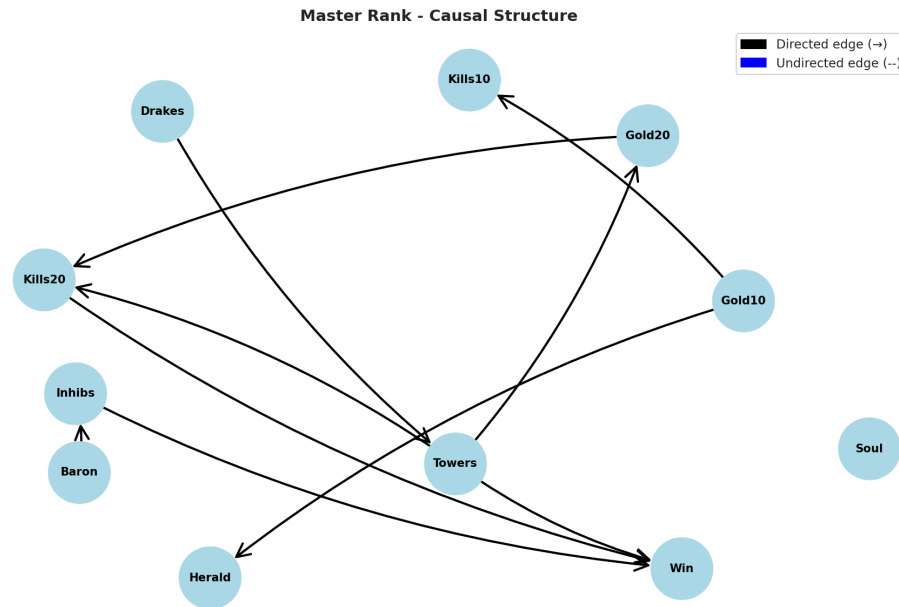 Master Rank - Causal Structure
Directed edge (→)
Undirected edge (--)
Kills10
Drakes
Gold20
Kills20
Gold10
Inhibs
Soul
Towers
Baron
Win
Herald